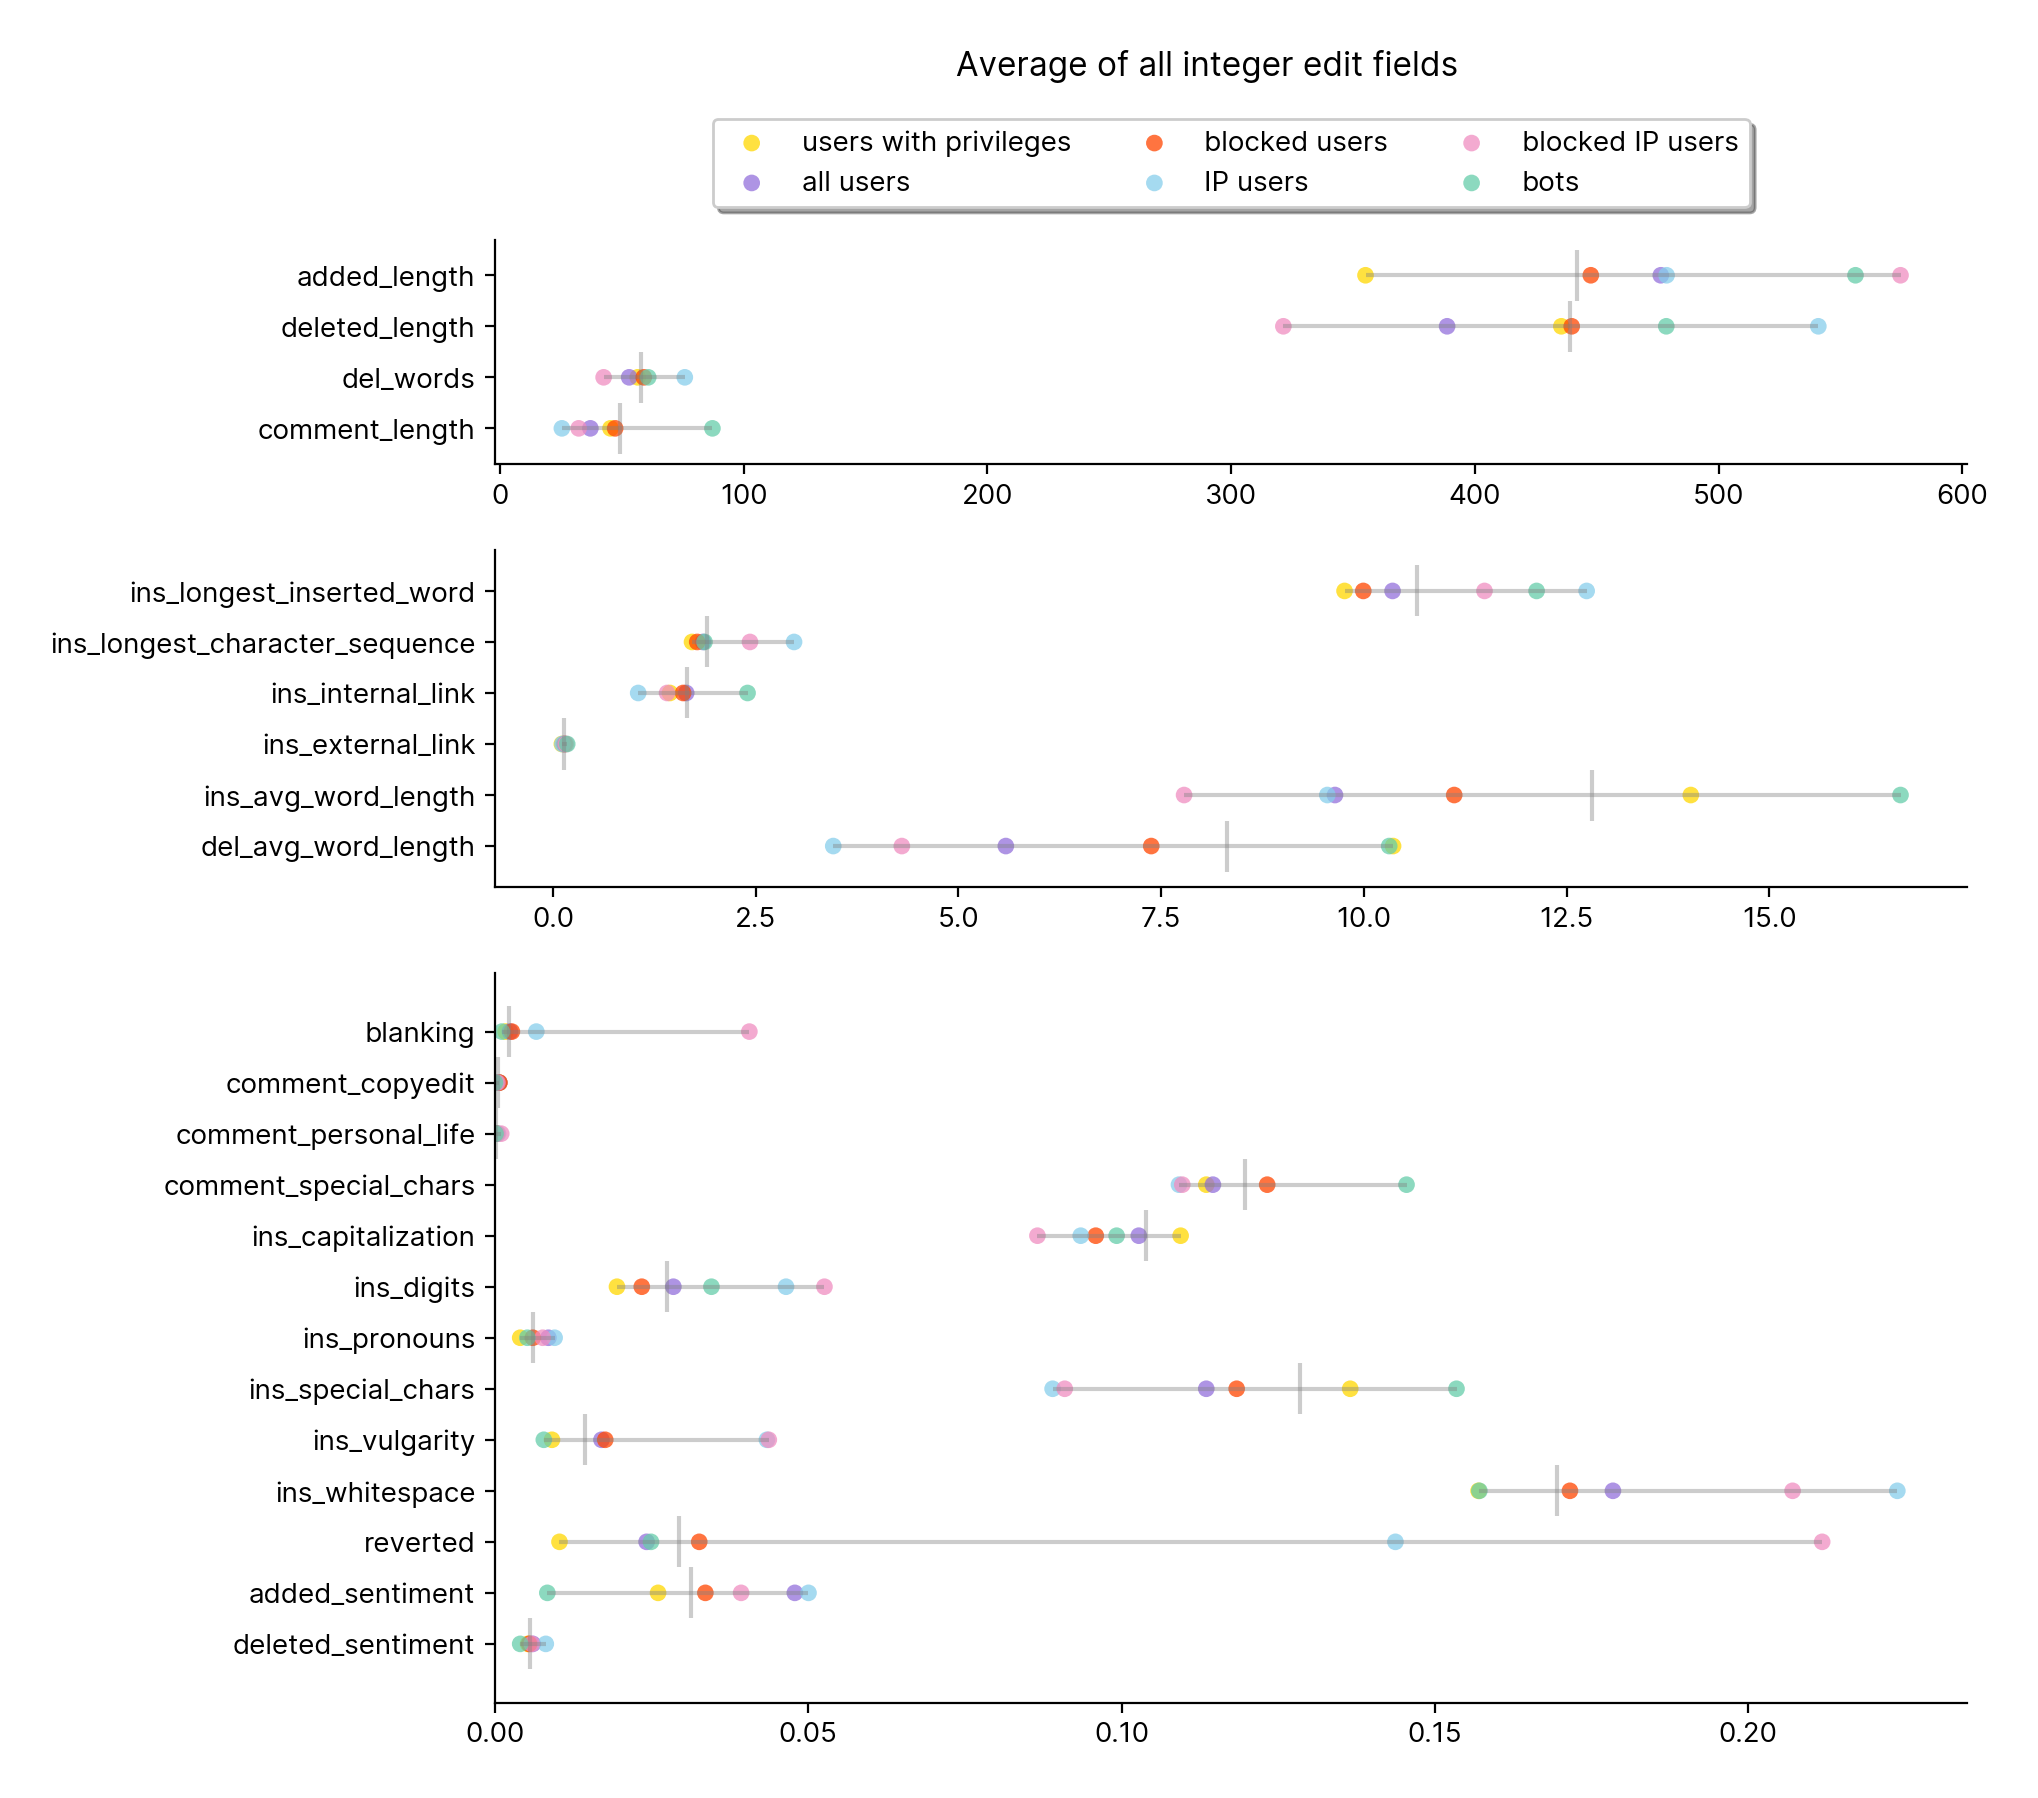 Average of all integer edit fields
users with privileges blocked users blocked IP users
all users IP users bots
added_length
deleted_length
del_words
comment_length
0 100 200 300 400 500 600
ins_longest_inserted_word
ins_longest_character_sequence
ins_internal_link
ins_external_link
ins_avg_word_length
del_avg_word_length
0.0 2.5 5.0 7.5 10.0 12.5 15.0
blanking
comment_copyedit
comment_personal_life
comment_special_chars
ins_capitalization
ins_digits
ins_pronouns
ins_special_chars
ins_vulgarity
ins_whitespace
reverted
added_sentiment
deleted_sentiment
0.00 0.05 0.10 0.15 0.20